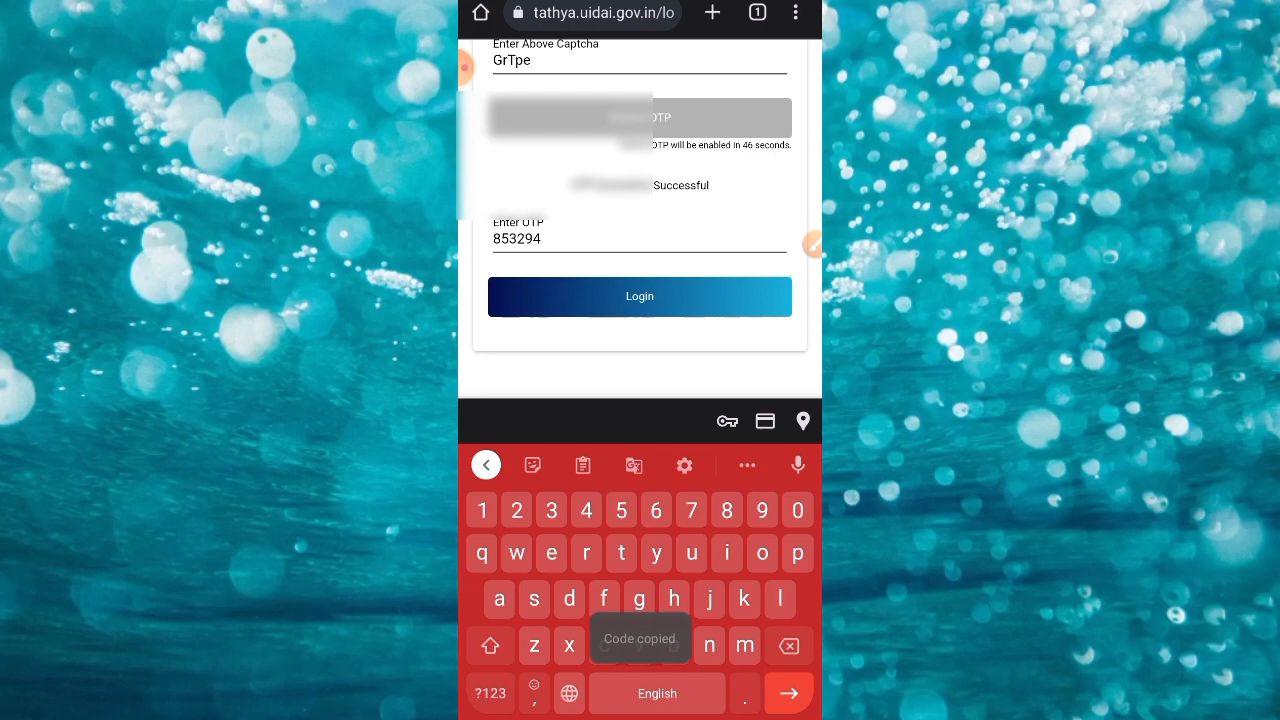 tathya.uidai.gov.in/lo
1
Enter Above Captcha
GrTpe
OTP
OTP will be enabled in 46 seconds.
Successful
Enter OTP
853294
Login
1 2 3 4 5 6 7 8 9 0
q w e r t y u i o p
a s d f g h j k l
Code copied
z x c v b n m
?123 , English .